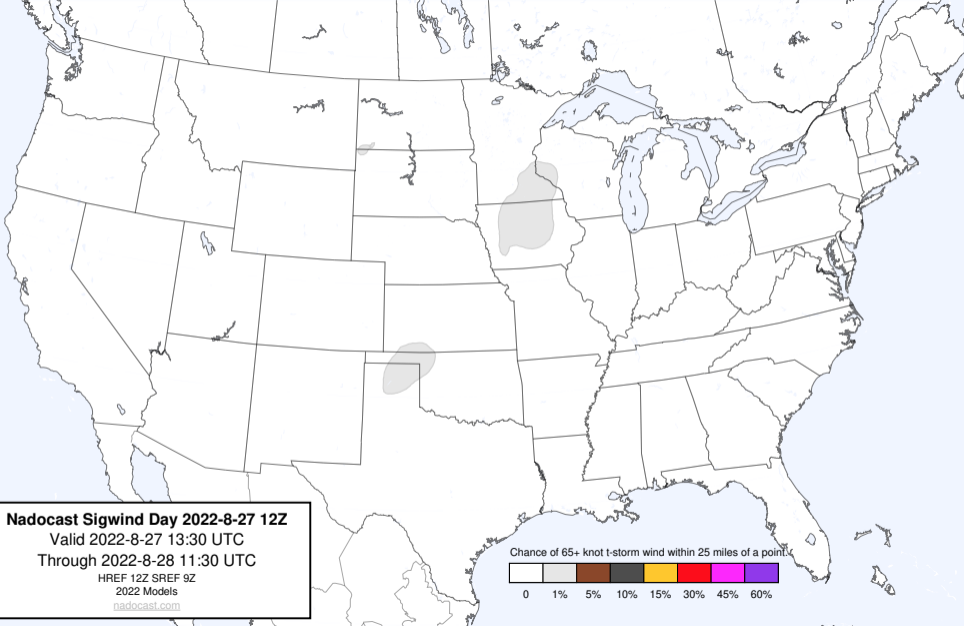 Nadocast Sigwind Day 2022-8-27 12Z
Valid 2022-8-27 13:30 UTC
Through 2022-8-28 11:30 UTC
HREF 12Z SREF 9Z
2022 Models
nadocast.com
Chance of 65+ knot t-storm wind within 25 miles of a point.
0 1% 5% 10% 15% 30% 45% 60%